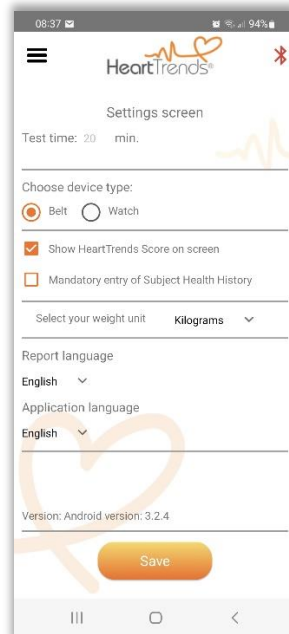 08:37 94%
HeartTrends®
Settings screen
Test time: 20 min.
Choose device type:
Belt Watch
Show HeartTrends Score on screen
Mandatory entry of Subject Health History
Select your weight unit Kilograms
Report language
English
Application language
English
Version: Android version: 3.2.4
Save